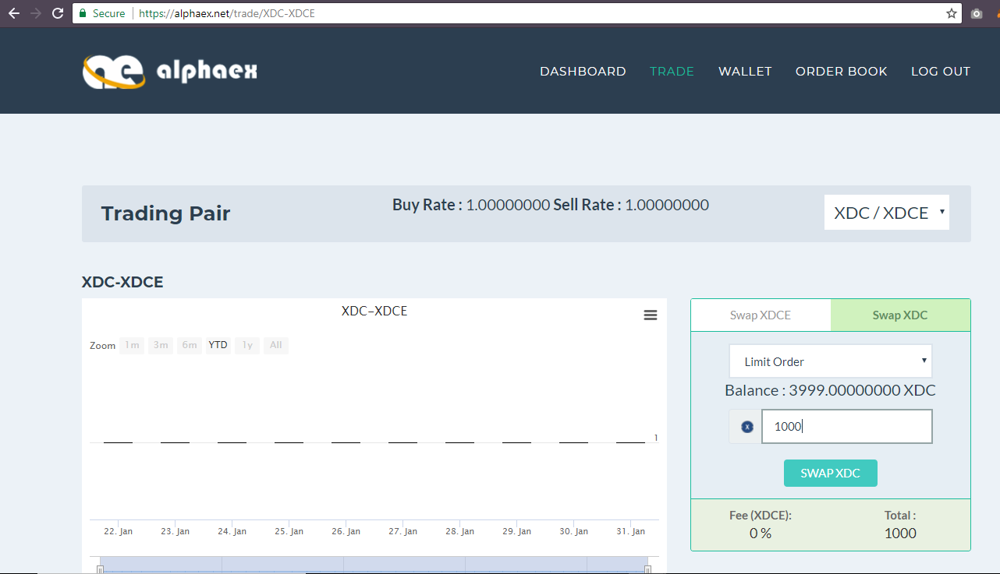 Secure https://alphaex.net/trade/XDC-XDCE
alphaex
DASHBOARD TRADE WALLET ORDER BOOK LOG OUT
Trading Pair
Buy Rate : 1.00000000 Sell Rate : 1.00000000
XDC / XDCE
XDC-XDCE
XDC–XDCE
Zoom 1m 3m 6m YTD 1y All
1
22. Jan 23. Jan 24. Jan 25. Jan 26. Jan 27. Jan 28. Jan 29. Jan 30. Jan 31. Jan
Swap XDCE Swap XDC
Limit Order
Balance : 3999.00000000 XDC
X
1000
SWAP XDC
Fee (XDCE): Total :
0 % 1000